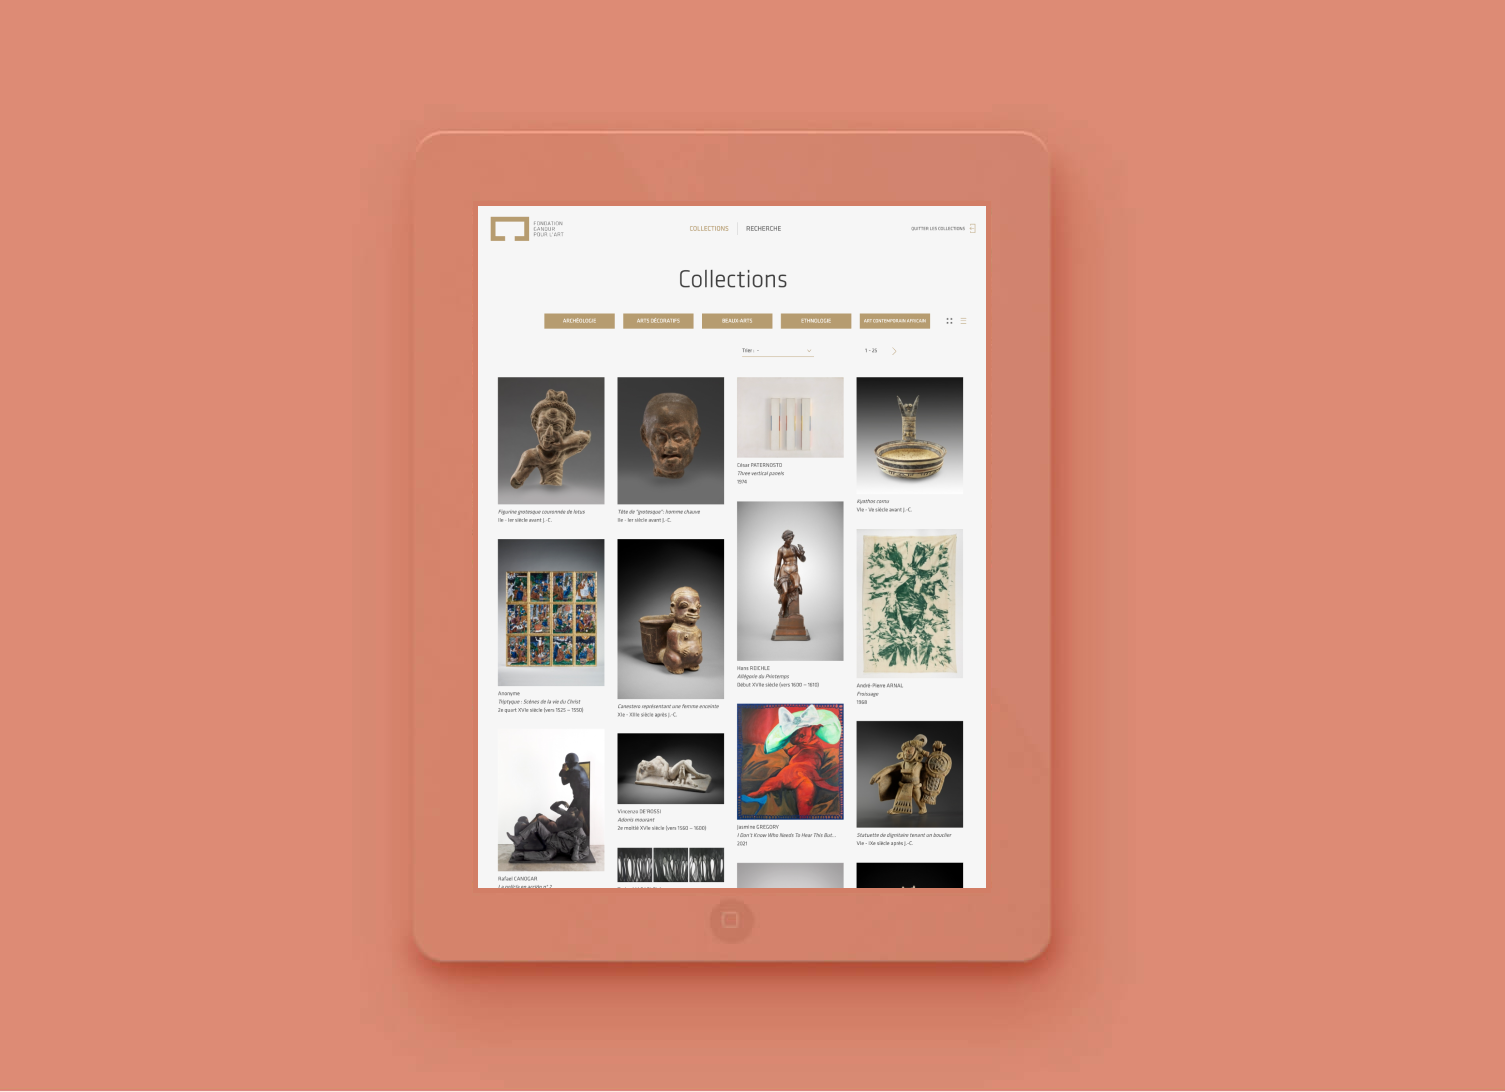 FONDATION
GANDUR
POUR L'ART
COLLECTIONS
RECHERCHE
QUITTER LES COLLECTIONS
Collections
ARCHÉOLOGIE
ARTS DÉCORATIFS
BEAUX-ARTS
ETHNOLOGIE
ART CONTEMPORAIN AFRICAIN
Trier: -
1 - 25
Figurine grotesque couronnée de lotus
IIe - Ier siècle avant J.-C.
Tête de "grotesque": homme chauve
IIe - Ier siècle avant J.-C.
César PATERNOSTO
Three vertical panels
1974
Kyathos cornu
VIe - Ve siècle avant J.-C.
Anonyme
Triptyque : Scènes de la vie du Christ
2e quart XVIe siècle (vers 1525 – 1550)
Canastero représentant une femme enceinte
XIe - XIIIe siècle après J.-C.
Hans REICHLE
Allégorie du Printemps
Début XVIIe siècle (vers 1600 – 1610)
André-Pierre ARNAL
Froissage
1968
Rafael CANOGAR
La policía en acción n° 2
Vincenzo DE'ROSSI
Adonis mourant
2e moitié XVIe siècle (vers 1560 – 1600)
Jasmine GREGORY
I Don't Know Who Needs To Hear This But...
2021
Statuette de dignitaire tenant un bouclier
VIe - IXe siècle après J.-C.